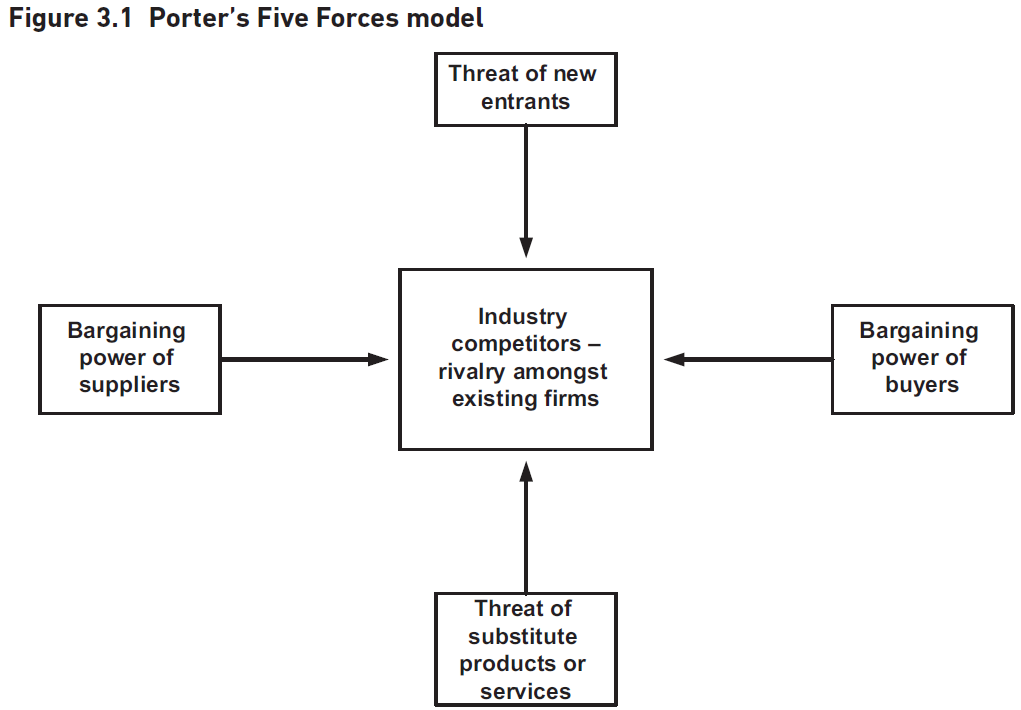 Figure 3.1 Porter’s Five Forces model
Threat of new
entrants
Bargaining
power of
suppliers
Industry
competitors –
rivalry amongst
existing firms
Bargaining
power of
buyers
Threat of
substitute
products or
services